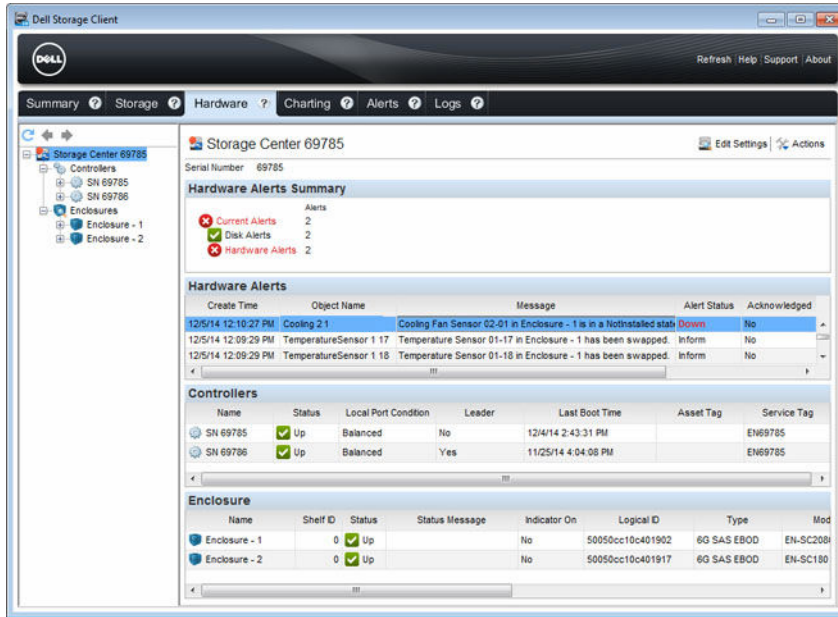 Dell Storage Client
DELL
Refresh | Help | Support | About
Summary ? Storage ? Hardware ? Charting ? Alerts ? Logs ?
Storage Center 69785
Controllers
SN 69785
SN 69786
Enclosures
Enclosure - 1
Enclosure - 2
Storage Center 69785
Edit Settings | Actions
Serial Number 69785
Hardware Alerts Summary
Alerts
Current Alerts 2
Disk Alerts 2
Hardware Alerts 2
Hardware Alerts
Create Time Object Name Message Alert Status Acknowledged
12/5/14 12:10:27 PM Cooling 2 1 Cooling Fan Sensor 02-01 in Enclosure - 1 is in a NotInstalled stat Down No
12/5/14 12:09:29 PM TemperatureSensor 1 17 Temperature Sensor 01-17 in Enclosure - 1 has been swapped. Inform No
12/5/14 12:09:29 PM TemperatureSensor 1 18 Temperature Sensor 01-18 in Enclosure - 1 has been swapped. Inform No
Controllers
Name Status Local Port Condition Leader Last Boot Time Asset Tag Service Tag
SN 69785 Up Balanced No 12/4/14 2:43:31 PM EN69785
SN 69786 Up Balanced Yes 11/25/14 4:04:08 PM EN69785
Enclosure
Name Shelf ID Status Status Message Indicator On Logical ID Type Mod
Enclosure - 1 0 Up No 50050cc10c401902 6G SAS EBOD EN-SC208
Enclosure - 2 0 Up No 50050cc10c401917 6G SAS EBOD EN-SC180